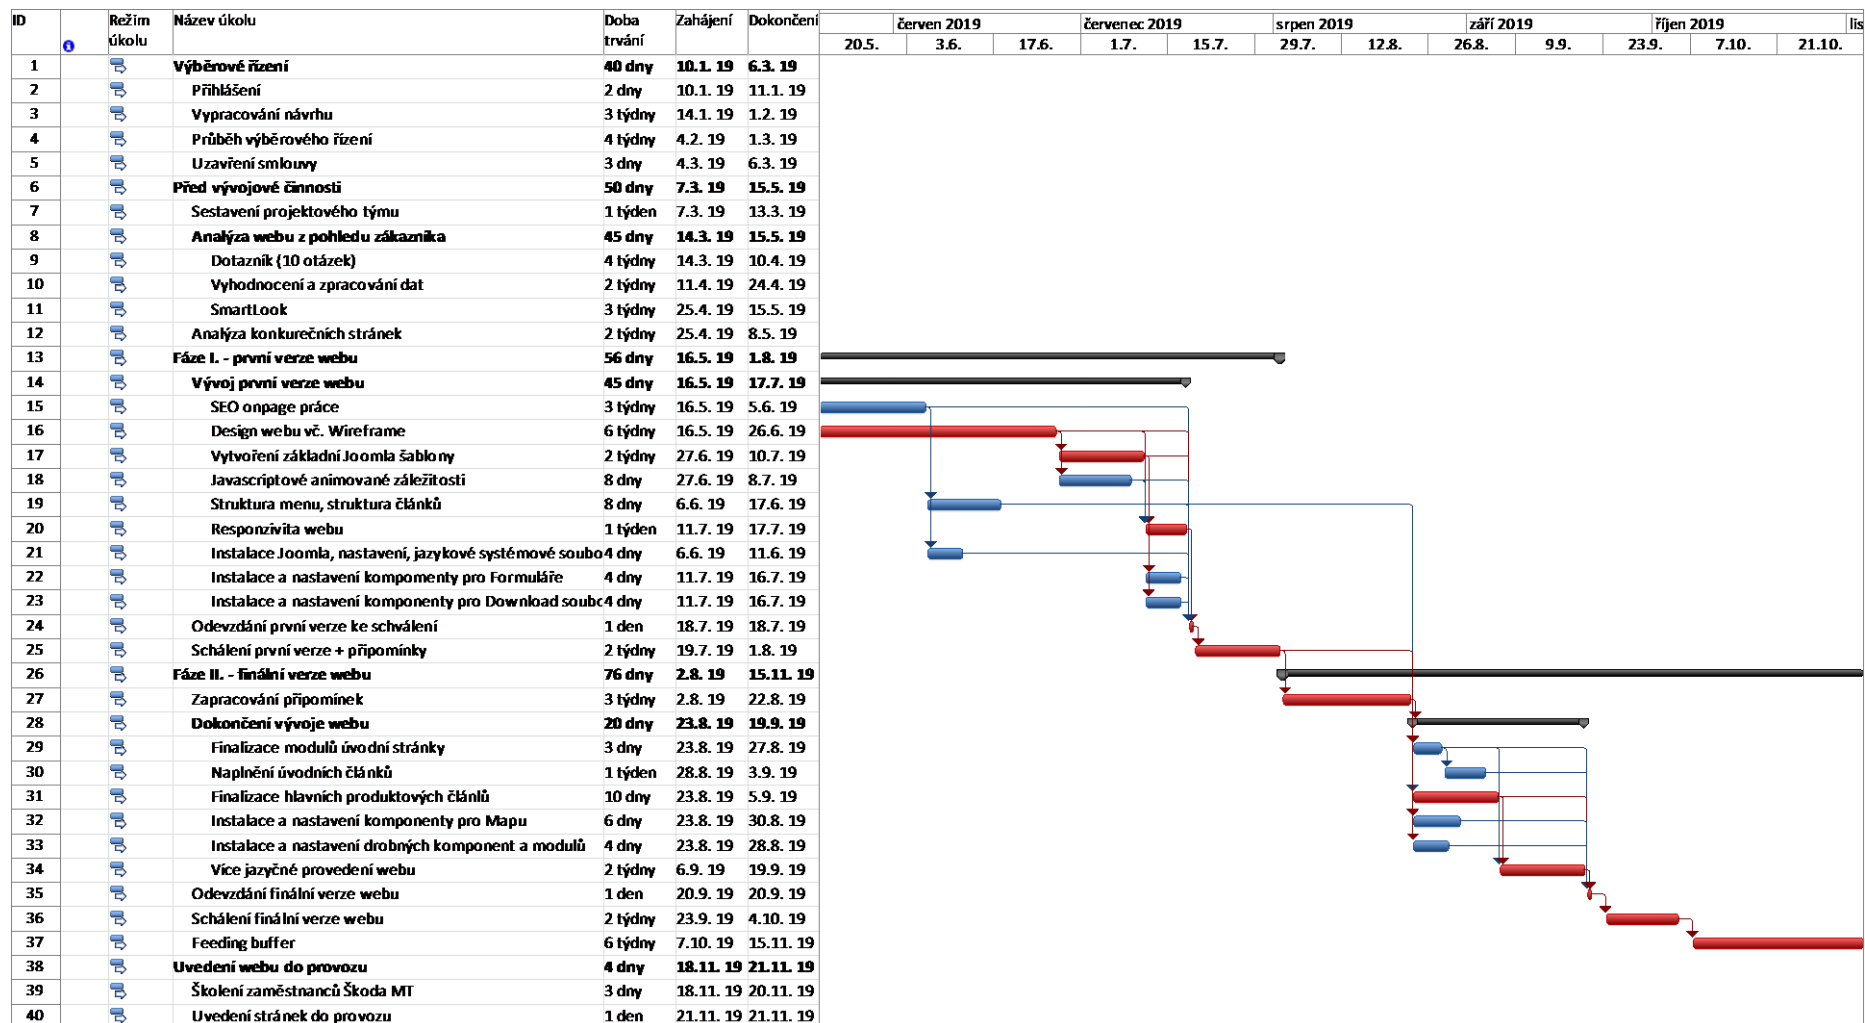 ID Režim úkolu Název úkolu Doba trvání Zahájení Dokončení
červen 2019 červenec 2019 srpen 2019 září 2019 říjen 2019 lis
20.5. 3.6. 17.6. 1.7. 15.7. 29.7. 12.8. 26.8. 9.9. 23.9. 7.10. 21.10.
1 Výběrové řízení 40 dny 10.1. 19 6.3. 19
2 Přihlášení 2 dny 10.1. 19 11.1. 19
3 Vypracování návrhu 3 týdny 14.1. 19 1.2. 19
4 Průběh výběrového řízení 4 týdny 4.2. 19 1.3. 19
5 Uzavření smlouvy 3 dny 4.3. 19 6.3. 19
6 Před vývojové činnosti 50 dny 7.3. 19 15.5. 19
7 Sestavení projektového týmu 1 týden 7.3. 19 13.3. 19
8 Analýza webu z pohledu zákazníka 45 dny 14.3. 19 15.5. 19
9 Dotazník (10 otázek) 4 týdny 14.3. 19 10.4. 19
10 Vyhodnocení a zpracování dat 2 týdny 11.4. 19 24.4. 19
11 SmartLook 3 týdny 25.4. 19 15.5. 19
12 Analýza konkurečních stránek 2 týdny 25.4. 19 8.5. 19
13 Fáze I. - první verze webu 56 dny 16.5. 19 1.8. 19
14 Vývoj první verze webu 45 dny 16.5. 19 17.7. 19
15 SEO onpage práce 3 týdny 16.5. 19 5.6. 19
16 Design webu vč. Wireframe 6 týdny 16.5. 19 26.6. 19
17 Vytvoření základní Joomla šablony 2 týdny 27.6. 19 10.7. 19
18 Javascriptové animované záležitosti 8 dny 27.6. 19 8.7. 19
19 Struktura menu, struktura článků 8 dny 6.6. 19 17.6. 19
20 Responzivita webu 1 týden 11.7. 19 17.7. 19
21 Instalace Joomla, nastavení, jazykové systémové soubo 4 dny 6.6. 19 11.6. 19
22 Instalace a nastavení kompomenty pro Formuláře 4 dny 11.7. 19 16.7. 19
23 Instalace a nastavení komponenty pro Download soubo 4 dny 11.7. 19 16.7. 19
24 Odevzdání první verze ke schválení 1 den 18.7. 19 18.7. 19
25 Schálení první verze + připomínky 2 týdny 19.7. 19 1.8. 19
26 Fáze II. - finální verze webu 76 dny 2.8. 19 15.11. 19
27 Zapracování připomínek 3 týdny 2.8. 19 22.8. 19
28 Dokončení vývoje webu 20 dny 23.8. 19 19.9. 19
29 Finalizace modulů úvodní stránky 3 dny 23.8. 19 27.8. 19
30 Naplnění úvodních článků 1 týden 28.8. 19 3.9. 19
31 Finalizace hlavních produktových článlů 10 dny 23.8. 19 5.9. 19
32 Instalace a nastavení komponenty pro Mapu 6 dny 23.8. 19 30.8. 19
33 Instalace a nastavení drobných komponent a modulů 4 dny 23.8. 19 28.8. 19
34 Více jazyčné provedení webu 2 týdny 6.9. 19 19.9. 19
35 Odevzdání finální verze webu 1 den 20.9. 19 20.9. 19
36 Schálení finální verze webu 2 týdny 23.9. 19 4.10. 19
37 Feeding buffer 6 týdny 7.10. 19 15.11. 19
38 Uvedení webu do provozu 4 dny 18.11. 19 21.11. 19
39 Školení zaměstnanců Škoda MT 3 dny 18.11. 19 20.11. 19
40 Uvedení stránek do provozu 1 den 21.11. 19 21.11. 19